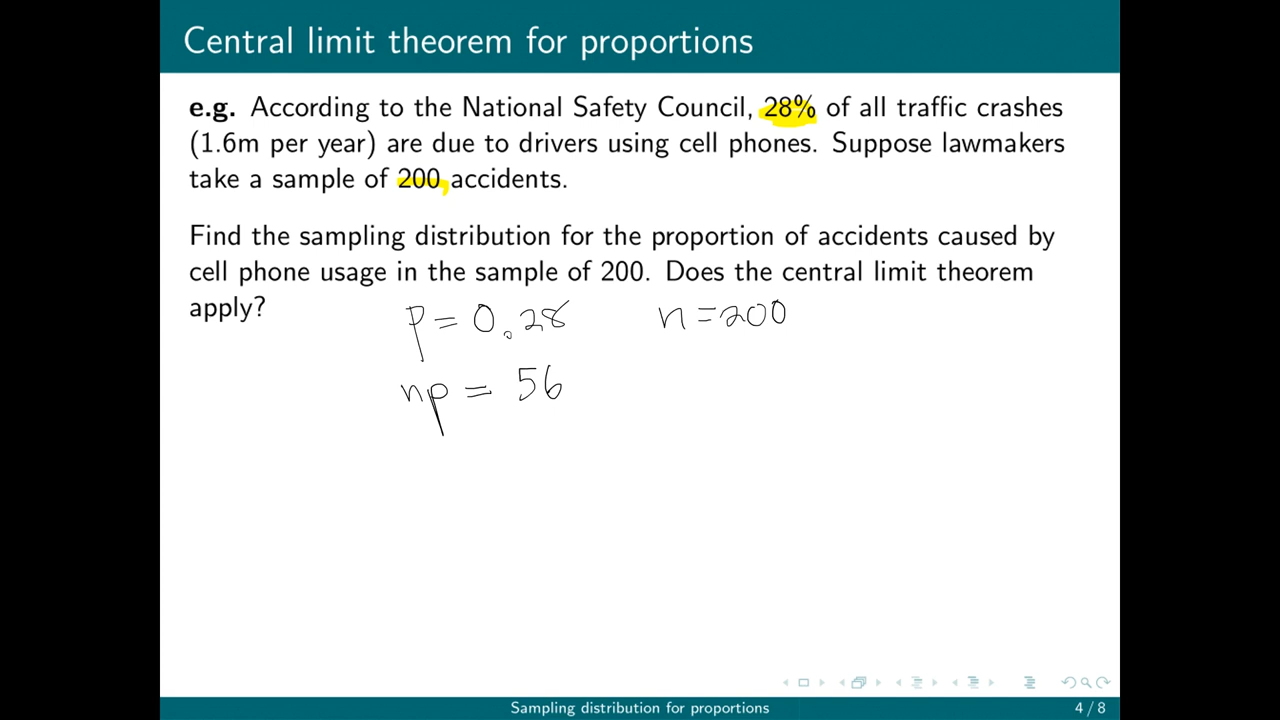 Central limit theorem for proportions
e.g. According to the National Safety Council, 28% of all traffic crashes
(1.6m per year) are due to drivers using cell phones. Suppose lawmakers
take a sample of 200 accidents.
Find the sampling distribution for the proportion of accidents caused by
cell phone usage in the sample of 200. Does the central limit theorem
apply?
p = 0.28 n = 200
np = 56
Sampling distribution for proportions 4 / 8